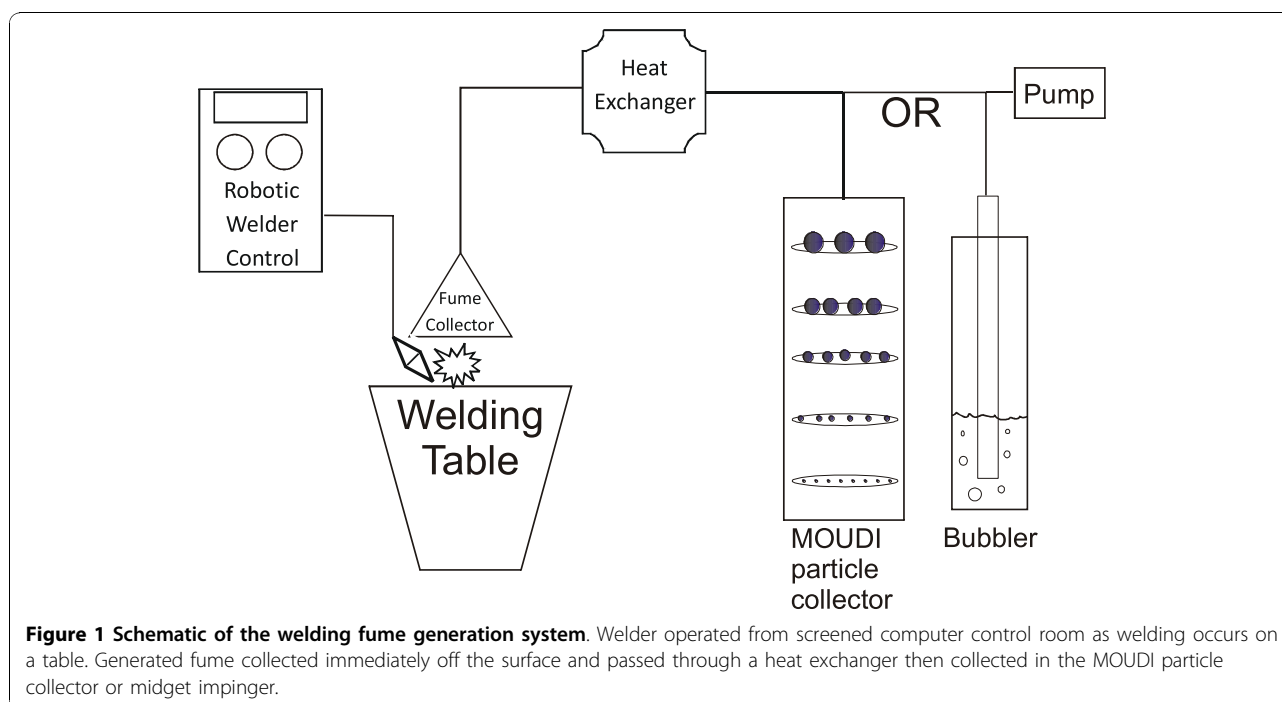 Heat
Exchanger
Pump
OR
Robotic
Welder
Control
Fume
Collector
Welding
Table
MOUDI
particle
collector
Bubbler
Figure 1 Schematic of the welding fume generation system. Welder operated from screened computer control room as welding occurs on
a table. Generated fume collected immediately off the surface and passed through a heat exchanger then collected in the MOUDI particle
collector or midget impinger.